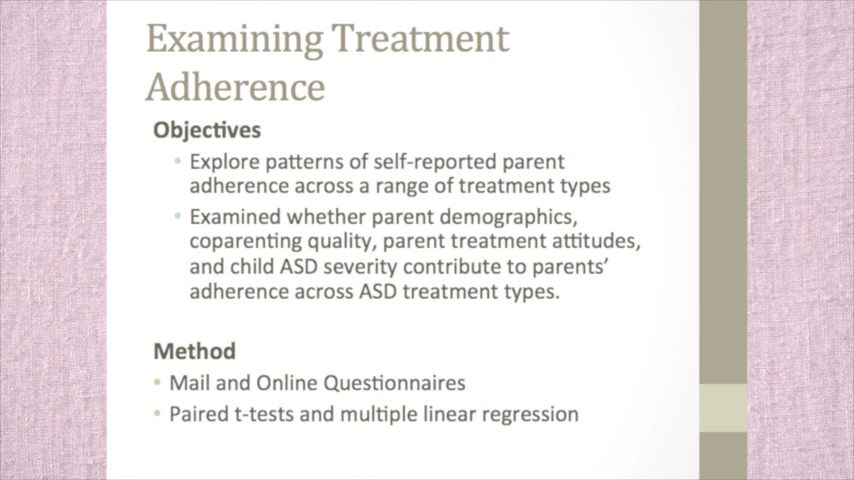 Examining Treatment
Adherence
Objectives
• Explore patterns of self-reported parent
adherence across a range of treatment types
• Examined whether parent demographics,
coparenting quality, parent treatment attitudes,
and child ASD severity contribute to parents’
adherence across ASD treatment types.
Method
• Mail and Online Questionnaires
• Paired t-tests and multiple linear regression